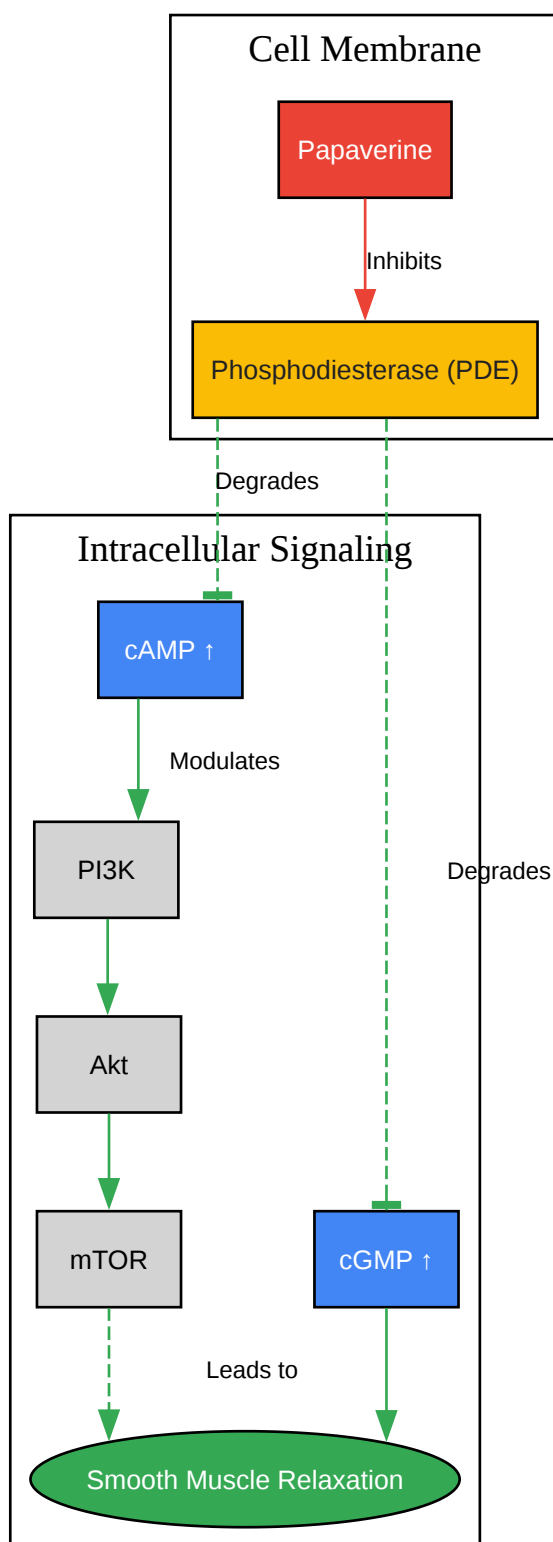 Cell Membrane
Papaverine
Inhibits
Phosphodiesterase (PDE)
Degrades
Intracellular Signaling
cAMP ↑
Modulates
PI3K
Degrades
Akt
mTOR
cGMP ↑
Leads to
Smooth Muscle Relaxation